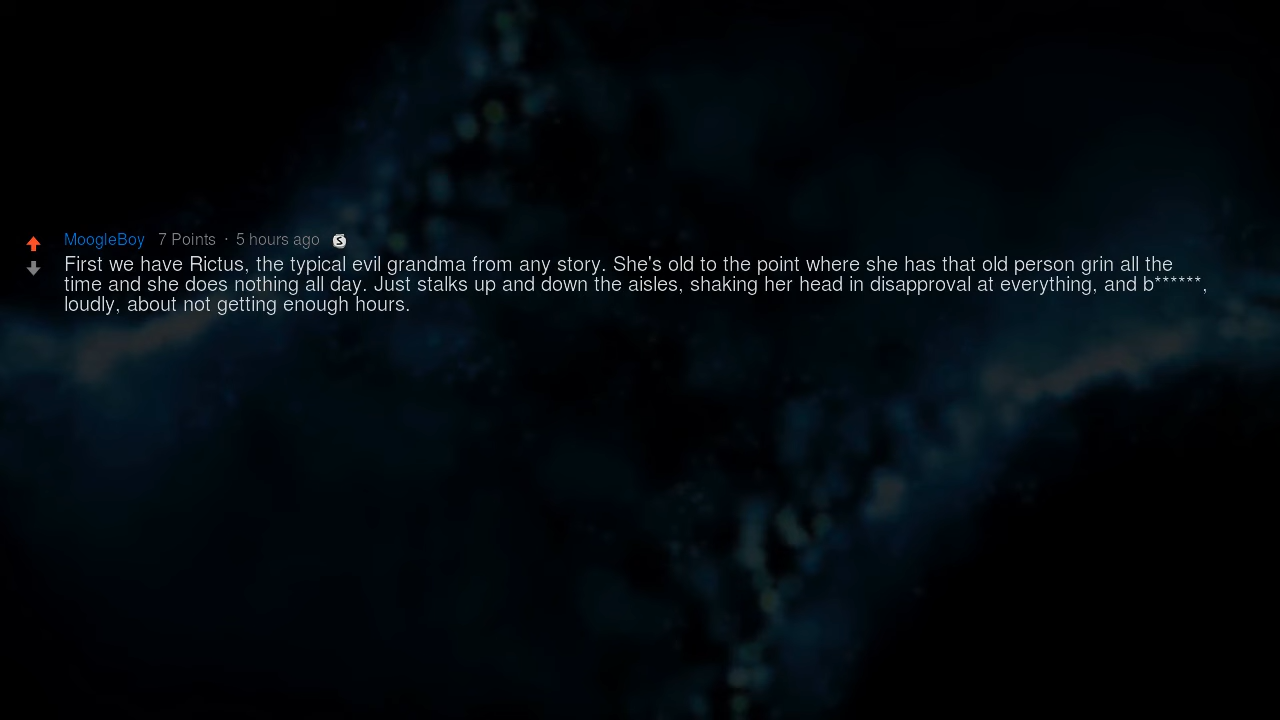 MoogleBoy 7 Points · 5 hours ago S
First we have Rictus, the typical evil grandma from any story. She's old to the point where she has that old person grin all the
time and she does nothing all day. Just stalks up and down the aisles, shaking her head in disapproval at everything, and b******,
loudly, about not getting enough hours.